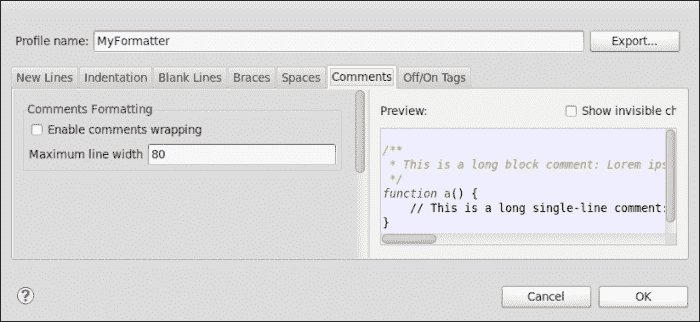 Profile name: MyFormatter Export...
New Lines Indentation Blank Lines Braces Spaces Comments Off/On Tags
Comments Formatting
Enable comments wrapping
Maximum line width 80
Preview: Show invisible ch
/**
* This is a long block comment: Lorem ips
*/
function a() {
// This is a long single-line comment:
}
? Cancel OK